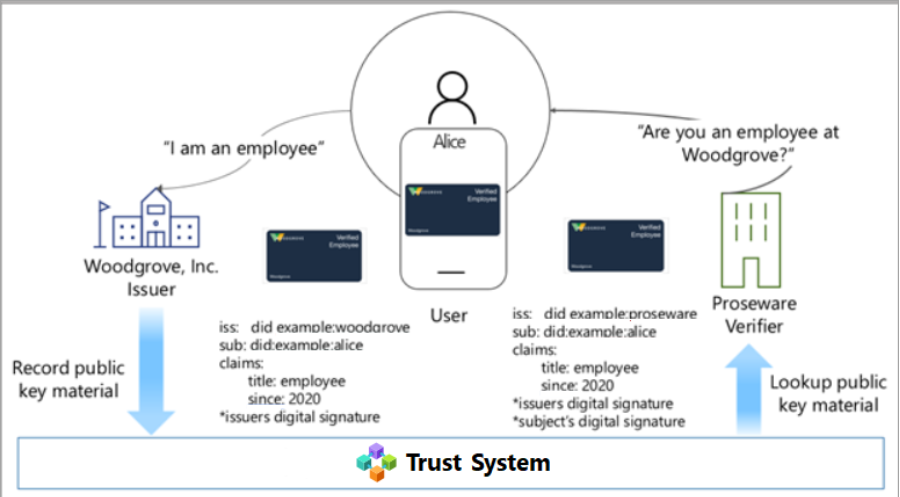 Alice
"I am an employee"
"Are you an employee at
Woodgrove?"
Verified
Employee
Woodgrove
Verified
Employee
Woodgrove
Verified
Employee
Woodgrove
Woodgrove, Inc.
Issuer
User
Proseware
Verifier
iss: did example:woodgrove
sub: did:example:alice
claims:
title: employee
since: 2020
*issuers digital signature
iss: did example:proseware
sub: did:example:alice
claims:
title: employee
since: 2020
*issuers digital signature
*subject's digital signature
Record public
key material
Lookup public
key material
Trust System